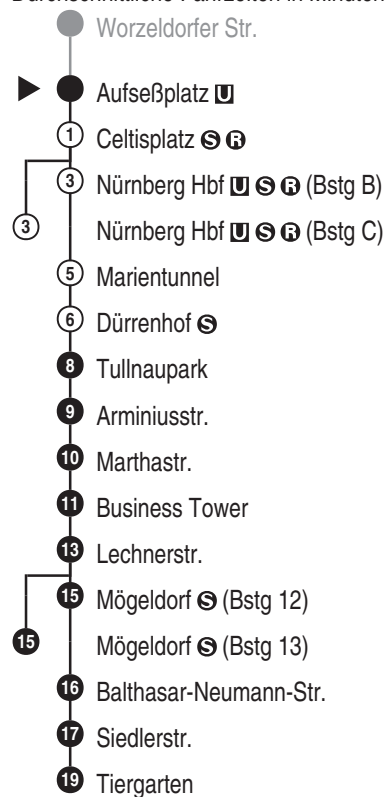 Durchschnittliche Fahrzeiten in Minuten
Worzeldorfer Str.
Aufseßplatz U
1 Celtisplatz S R
3 Nürnberg Hbf U S R (Bstg B)
3 Nürnberg Hbf U S R (Bstg C)
5 Marientunnel
6 Dürrenhof S
8 Tullnaupark
9 Arminiusstr.
10 Marthastr.
11 Business Tower
13 Lechnerstr.
15 Mögeldorf S (Bstg 12)
15 Mögeldorf S (Bstg 13)
16 Balthasar-Neumann-Str.
17 Siedlerstr.
19 Tiergarten